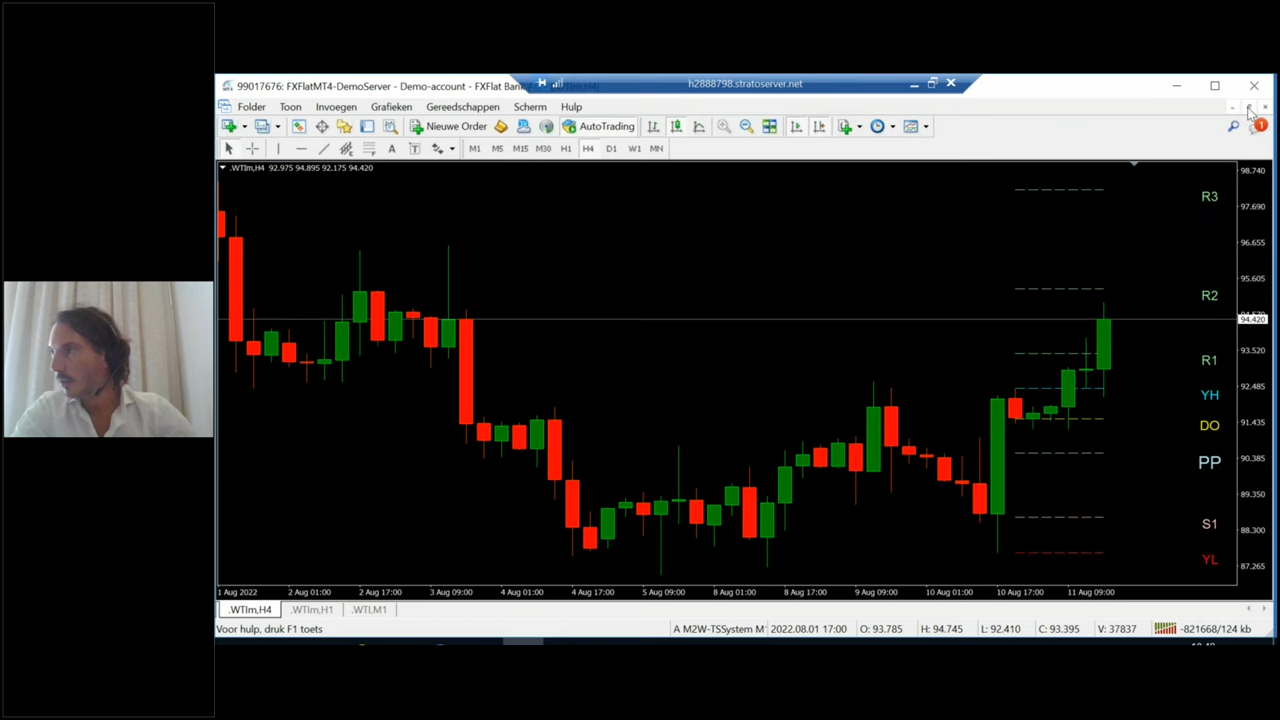 99017676: FXFlatMT4-DemoServer - Demo-account - FXFlat Bank
h2888798.stratoserver.net
Folder Toon Invoegen Grafieken Gereedschappen Scherm Hulp
Nieuwe Order AutoTrading
1
A T M1 M5 M15 M30 H1 H4 D1 W1 MN
.WTIm,H4 92.975 94.895 92.175 94.420
98.740
R3
97.690
96.655
95.605
R2
94.420
93.520
R1
92.485
YH
91.435
DO
90.385
PP
89.350
S1
88.300
YL
87.265
1 Aug 2022 2 Aug 01:00 2 Aug 17:00 3 Aug 09:00 4 Aug 01:00 4 Aug 17:00 5 Aug 09:00 8 Aug 01:00 8 Aug 17:00 9 Aug 09:00 10 Aug 01:00 10 Aug 17:00 11 Aug 09:00
.WTIm,H4 .WTIm,H1 .WTI,M1
Voor hulp, druk F1 toets A M2W-TSSystem M 2022.08.01 17:00 O: 93.785 H: 94.745 L: 92.410 C: 93.395 V: 37837 -821668/124 kb